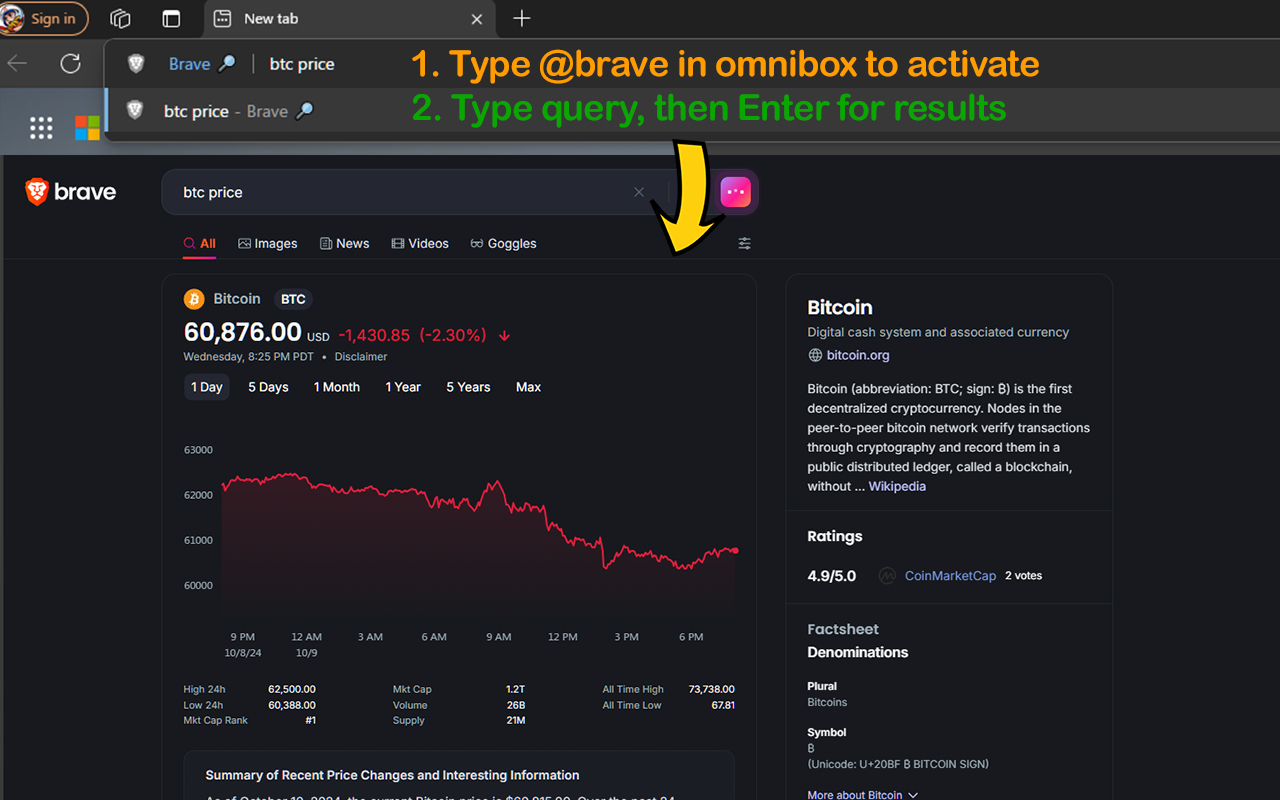 Sign in
New tab
Brave
btc price
1. Type @brave in omnibox to activate
btc price - Brave
2. Type query, then Enter for results
brave
btc price
All
Images
News
Videos
Goggles
Bitcoin
BTC
60,876.00 USD -1,430.85 (-2.30%)
Wednesday, 8:25 PM PDT • Disclaimer
1 Day
5 Days
1 Month
1 Year
5 Years
Max
63000
62000
61000
60000
9 PM
12 AM
3 AM
6 AM
9 AM
12 PM
3 PM
6 PM
10/8/24
10/9
High 24h 62,500.00
Low 24h 60,388.00
Mkt Cap Rank #1
Mkt Cap 1.2T
Volume 26B
Supply 21M
All Time High 73,738.00
All Time Low 67.81
Summary of Recent Price Changes and Interesting Information
Bitcoin
Digital cash system and associated currency
bitcoin.org
Bitcoin (abbreviation: BTC; sign: ₿) is the first
decentralized cryptocurrency. Nodes in the
peer-to-peer bitcoin network verify transactions
through cryptography and record them in a
public distributed ledger, called a blockchain,
without ... Wikipedia
Ratings
4.9/5.0
CoinMarketCap
2 votes
Factsheet
Denominations
Plural
Bitcoins
Symbol
₿
(Unicode: U+20BF ₿ BITCOIN SIGN)
More about Bitcoin